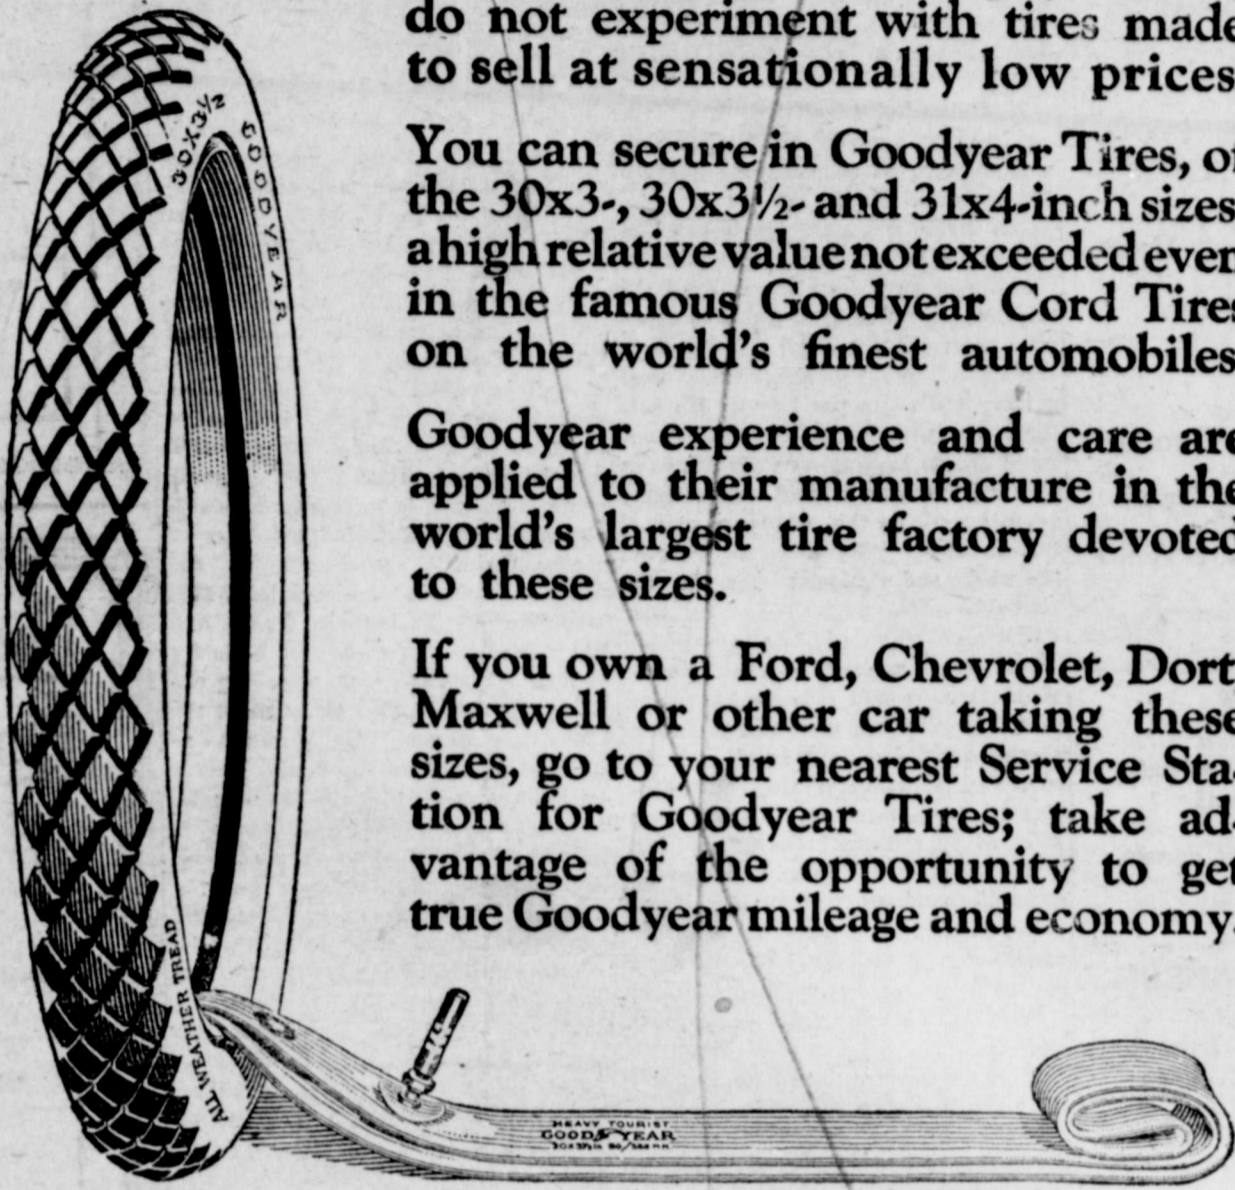 do not experiment with tires made
to sell at sensationally low prices
You can secure in Goodyear Tires, of
the 30x3-, 30x3½- and 31x4-inch sizes
a high relative value not exceeded even
in the famous Goodyear Cord Tires
on the world's finest automobiles
Goodyear experience and care are
applied to their manufacture in the
world's largest tire factory devoted
to these sizes.
If you own a Ford, Chevrolet, Dort
Maxwell or other car taking these
sizes, go to your nearest Service Sta-
tion for Goodyear Tires; take ad-
vantage of the opportunity to get
true Goodyear mileage and economy.
30X3½ GOODYEAR
ALL WEATHER TREAD
HEAVY TOURIST
GOODYEAR